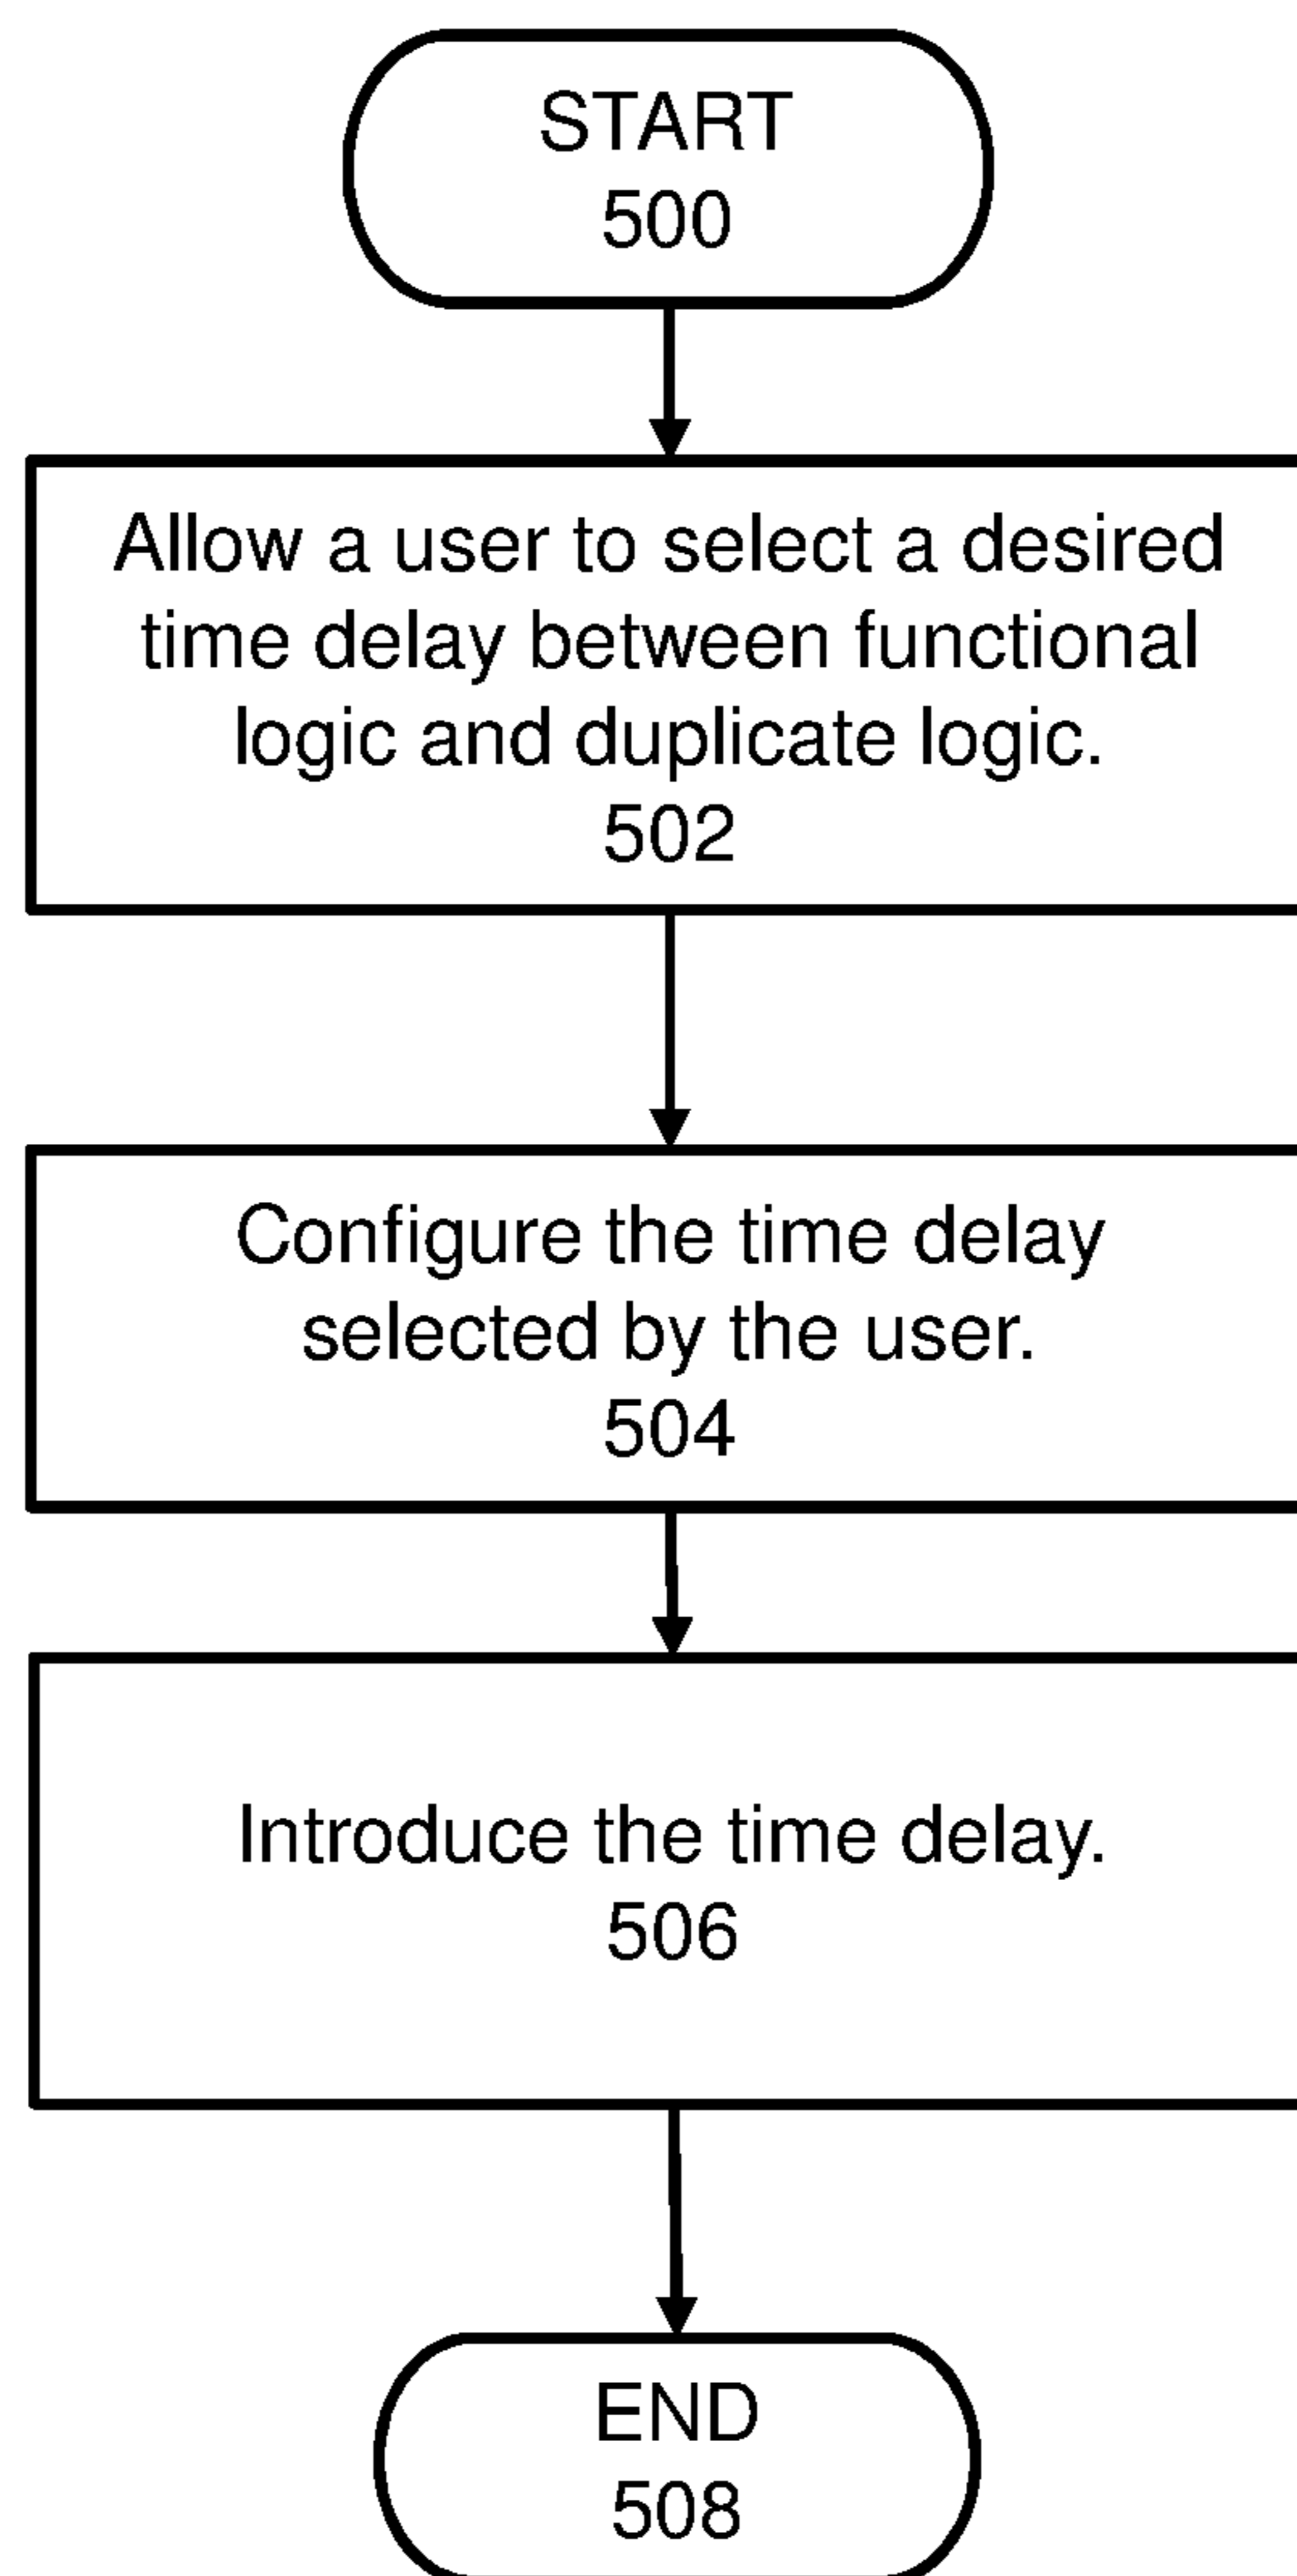 START
500
Allow a user to select a desired
time delay between functional
logic and duplicate logic.
502
Configure the time delay
selected by the user.
504
Introduce the time delay.
506
END
508